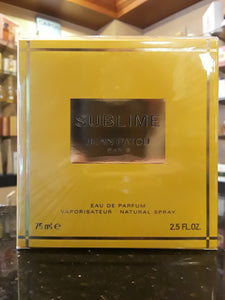 SUBLIME
JEAN PATOU
PARIS
EAU DE PARFUM
VAPORISATEUR · NATURAL SPRAY
75 ml ℮
2.5 FL.OZ.